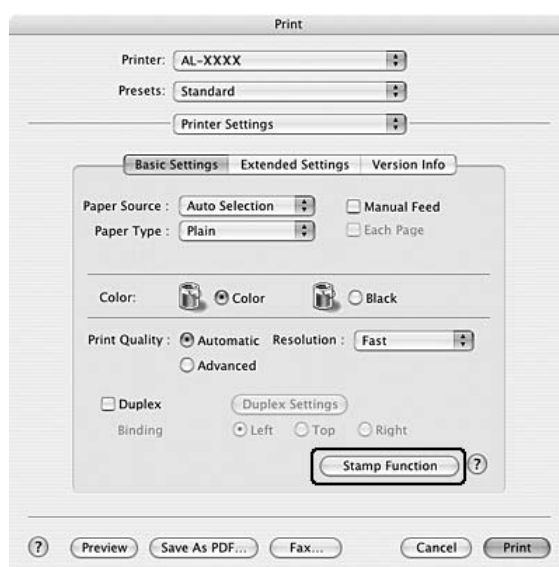 Print
Printer: AL-XXXX
Presets: Standard
Printer Settings
Basic Settings Extended Settings Version Info
Paper Source : Auto Selection Manual Feed
Paper Type : Plain Each Page
Color: Color Black
Print Quality : Automatic Resolution : Fast
Advanced
Duplex Duplex Settings
Binding Left Top Right
Stamp Function ?
? Preview Save As PDF... Fax... Cancel Print